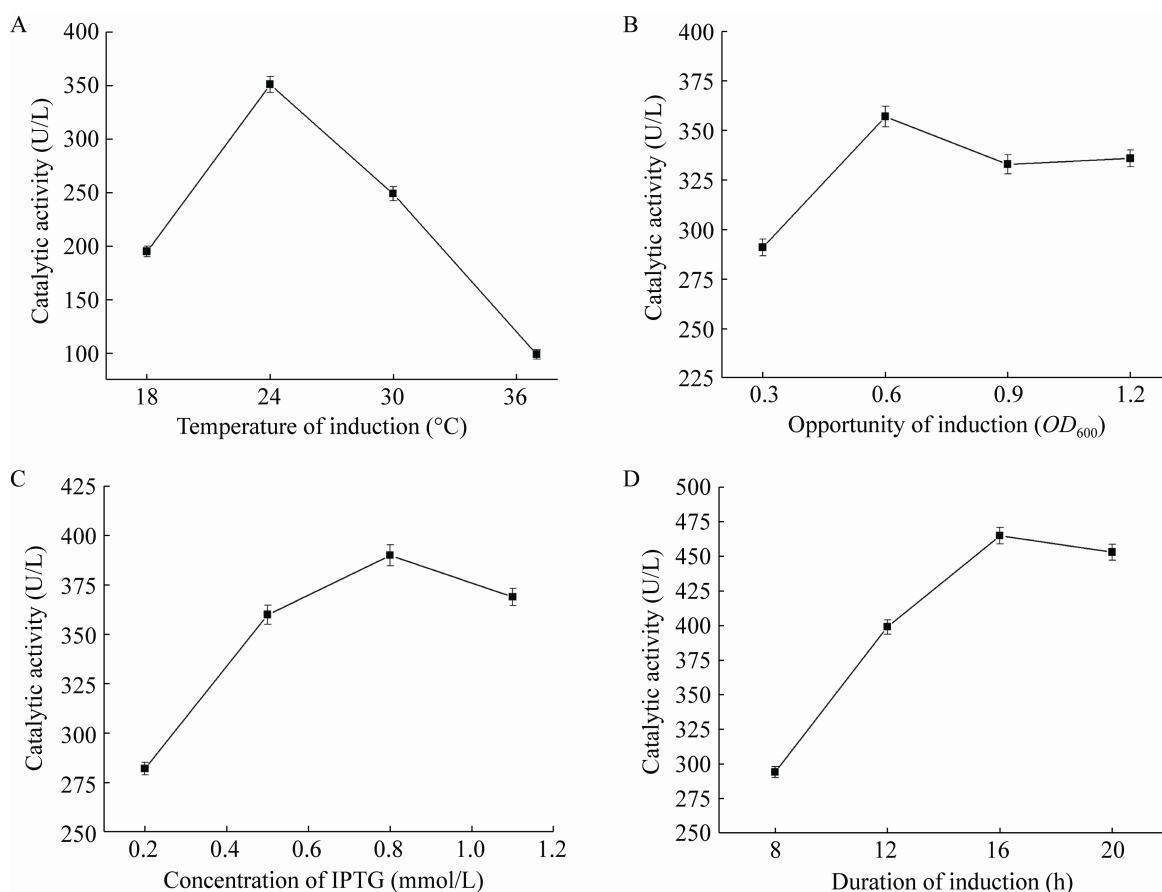 A
400
350
300
250
200
150
100
18 24 30 36
Catalytic activity (U/L)
Temperature of induction (°C)
B
400
375
350
325
300
275
250
225
0.3 0.6 0.9 1.2
Catalytic activity (U/L)
Opportunity of induction (OD600)
C
425
400
375
350
325
300
275
250
0.2 0.4 0.6 0.8 1.0 1.2
Catalytic activity (U/L)
Concentration of IPTG (mmol/L)
D
500
475
450
425
400
375
350
325
300
275
250
8 12 16 20
Catalytic activity (U/L)
Duration of induction (h)